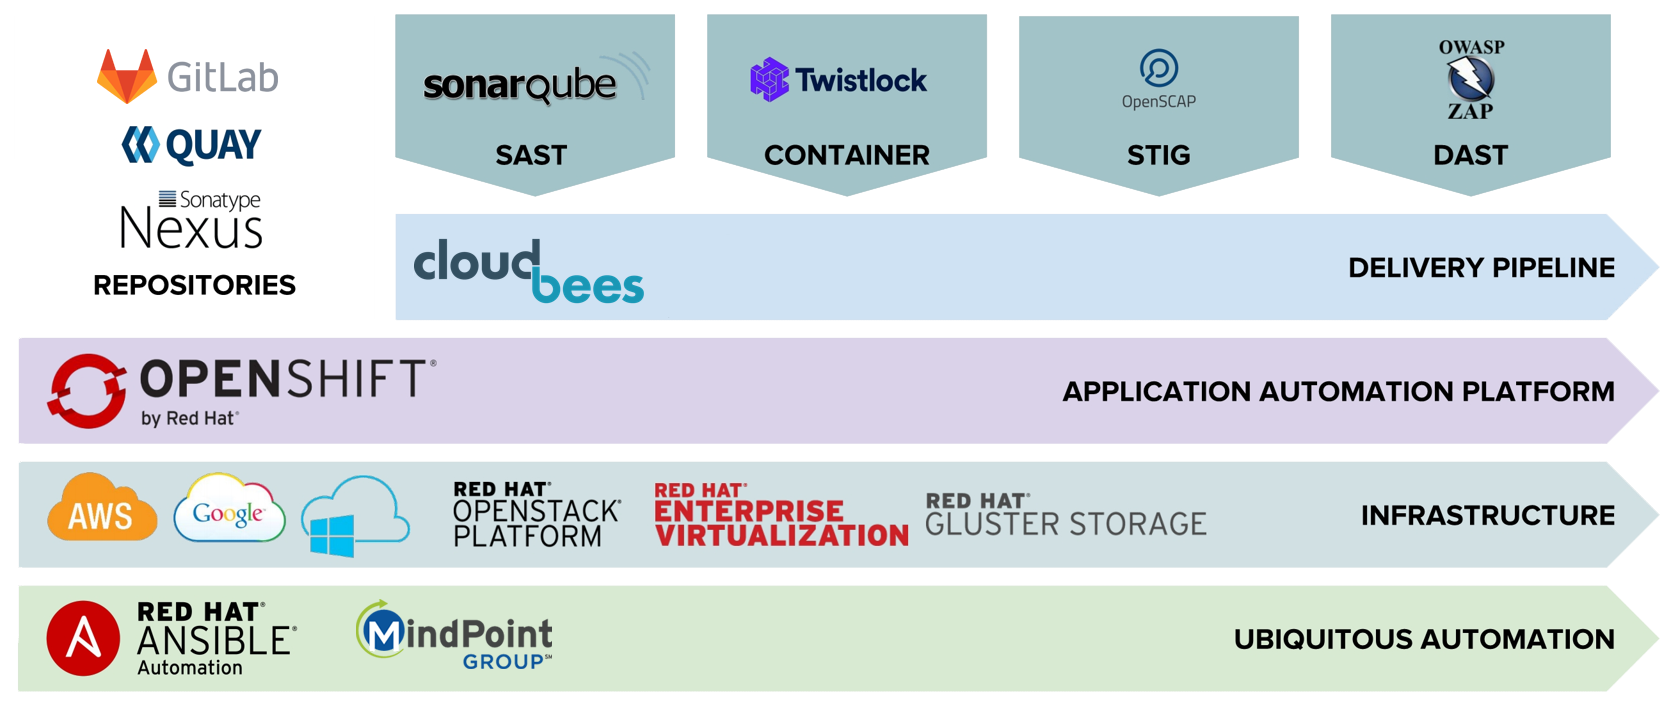 GitLab
QUAY
Sonatype
Nexus
REPOSITORIES
sonarqube
SAST
Twistlock
CONTAINER
OpenSCAP
STIG
OWASP
ZAP
DAST
cloudbees
DELIVERY PIPELINE
OPENSHIFT®
by Red Hat®
APPLICATION AUTOMATION PLATFORM
AWS
Google™
RED HAT®
OPENSTACK®
PLATFORM
RED HAT®
ENTERPRISE
VIRTUALIZATION
RED HAT®
GLUSTER STORAGE
INFRASTRUCTURE
A
RED HAT®
ANSIBLE®
Automation
MindPoint
GROUP℠
UBIQUITOUS AUTOMATION